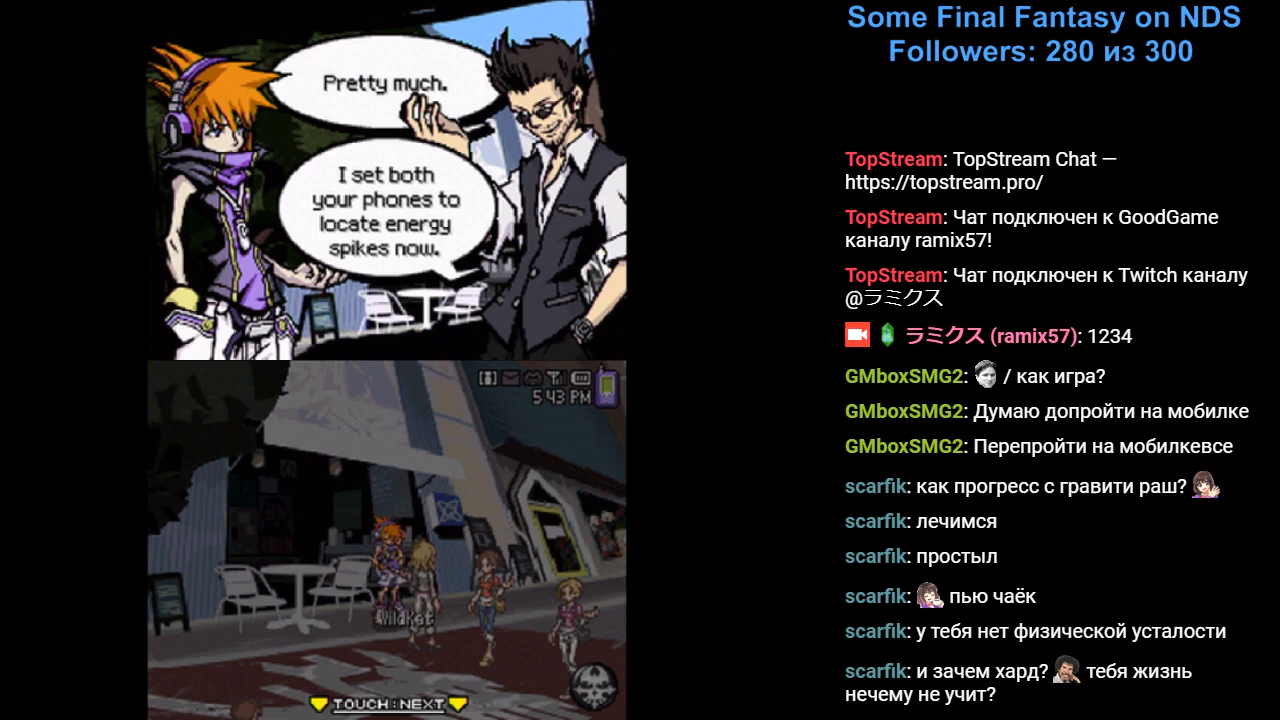 Some Final Fantasy on NDS
Followers: 280 из 300
Pretty much.
I set both
your phones to
locate energy
spikes now.
5:43 PM
WildKat
TOUCH:NEXT
TopStream: TopStream Chat —
https://topstream.pro/
TopStream: Чат подключен к GoodGame
каналу ramix57!
TopStream: Чат подключен к Twitch каналу
@ラミクス
ラミクス (ramix57): 1234
GMboxSMG2: / как игра?
GMboxSMG2: Думаю допройти на мобилке
GMboxSMG2: Перепройти на мобилкевсе
scarfik: как прогресс с гравити раш?
scarfik: лечимся
scarfik: простыл
scarfik: пью чаёк
scarfik: у тебя нет физической усталости
scarfik: и зачем хард? тебя жизнь
нечему не учит?